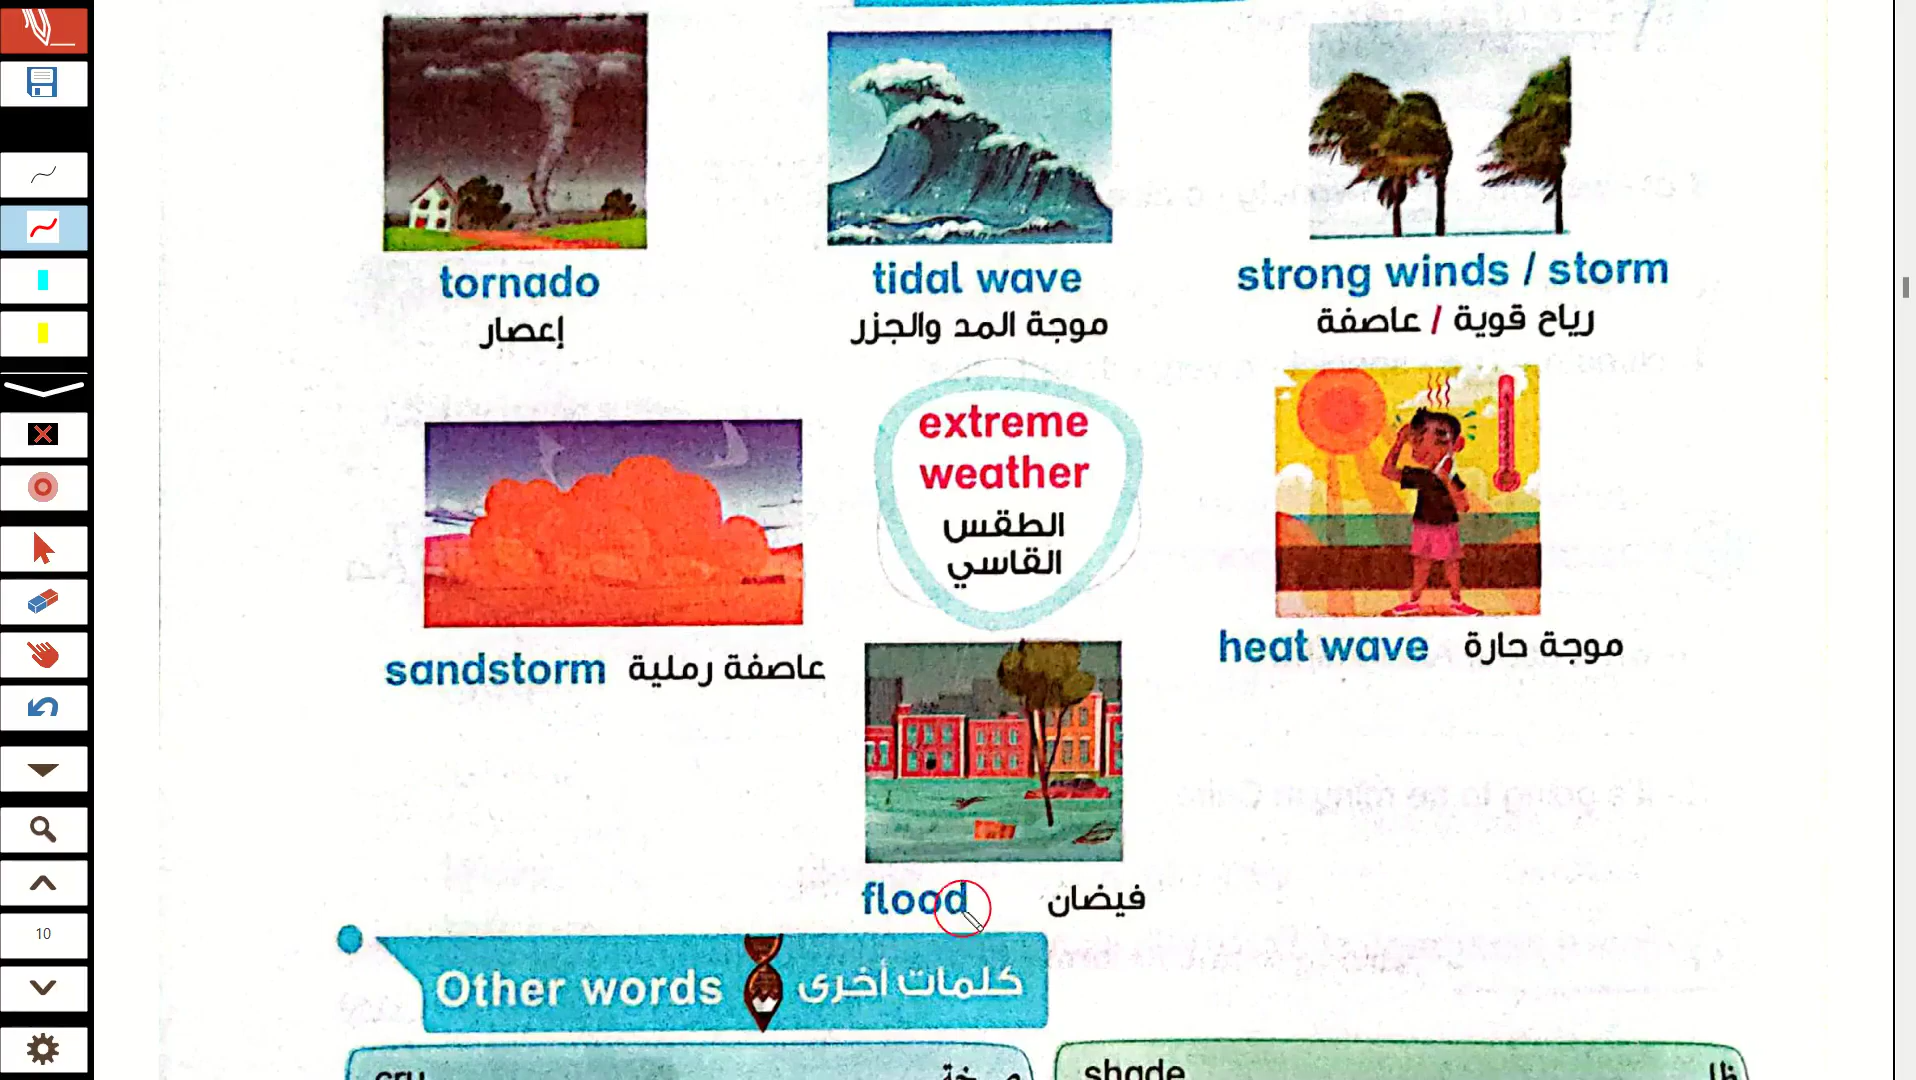 tornado
إعصار
tidal wave
موجة المد والجزر
strong winds / storm
رياح قوية / عاصفة
extreme
weather
الطقس
القاسي
sandstorm عاصفة رملية
heat wave موجة حارة
flood فيضان
Other words كلمات أخرى
cry
shade
10